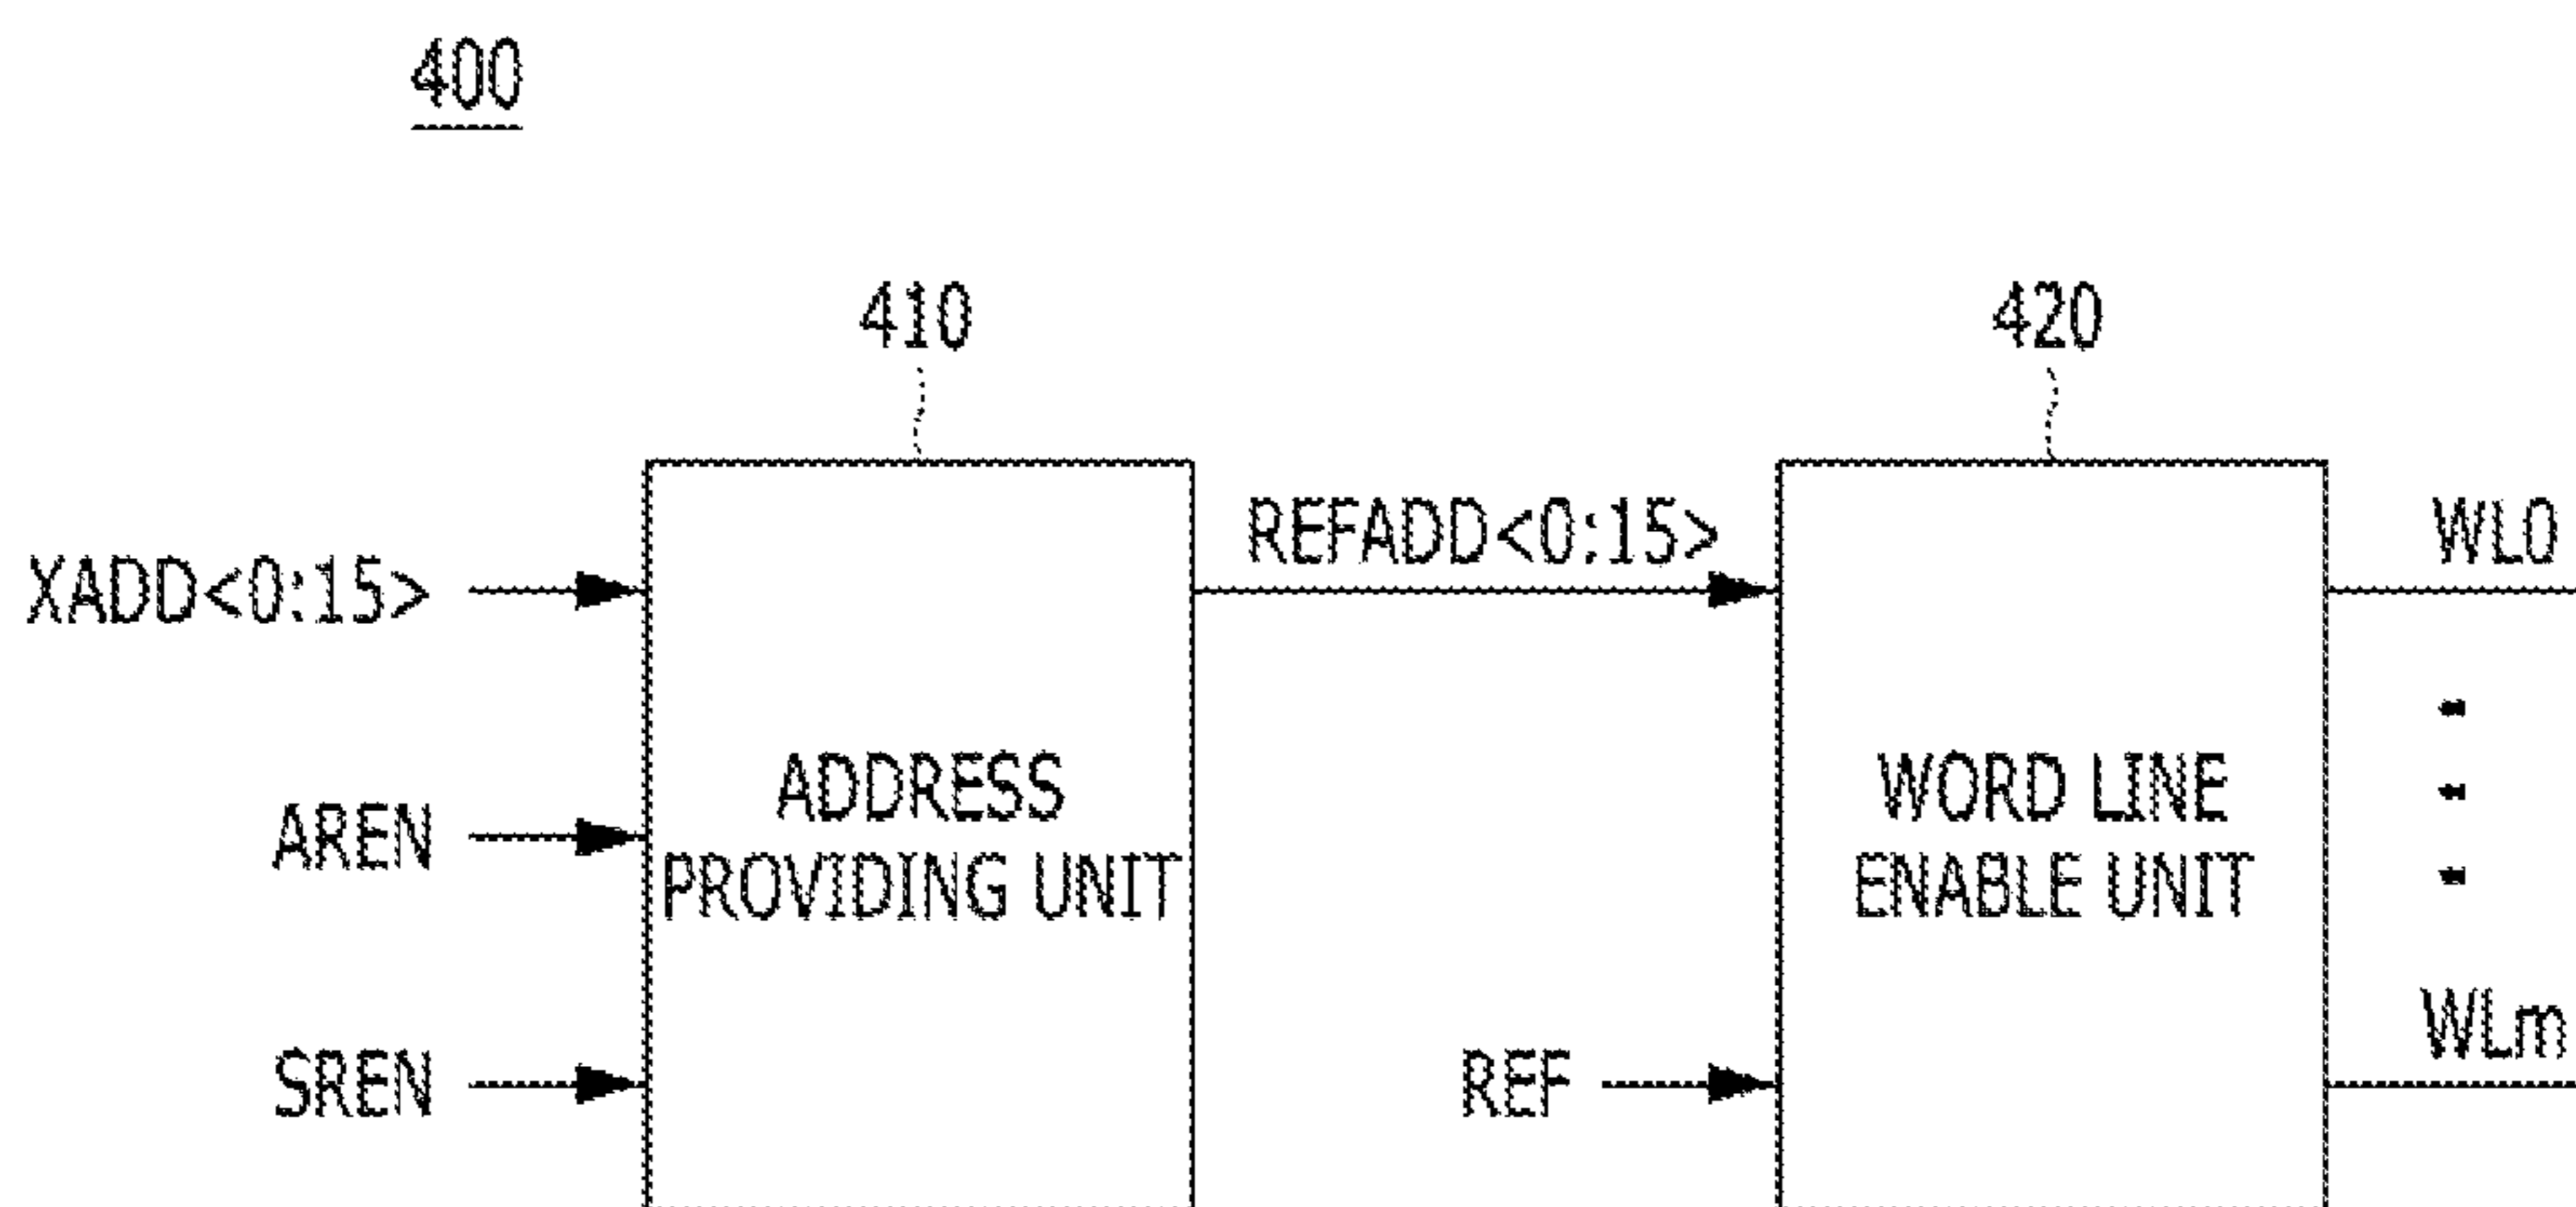 400
410
420
XADD<0:15>
REFADD<0:15>
WL0
AREN
ADDRESS
PROVIDING UNIT
WORD LINE
ENABLE UNIT
SREN
REF
WLm